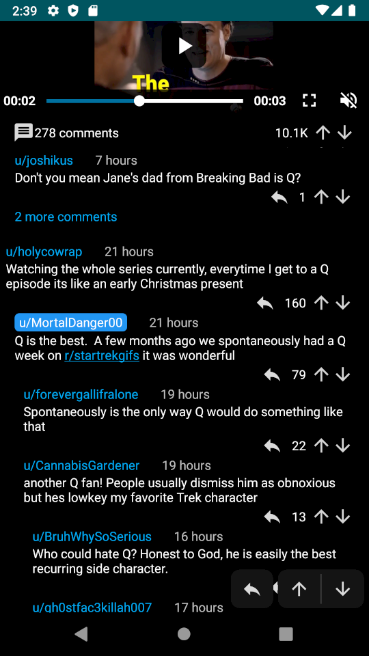 2:39
The
00:02
00:03
278 comments
10.1K
u/joshikus 7 hours
Don't you mean Jane's dad from Breaking Bad is Q?
1
2 more comments
u/holycowrap 21 hours
Watching the whole series currently, everytime I get to a Q
episode its like an early Christmas present
160
u/MortalDanger00 21 hours
Q is the best. A few months ago we spontaneously had a Q
week on r/startrekgifs it was wonderful
79
u/forevergallifralone 19 hours
Spontaneously is the only way Q would do something like
that
22
u/CannabisGardener 19 hours
another Q fan! People usually dismiss him as obnoxious
but hes lowkey my favorite Trek character
13
u/BruhWhySoSerious 16 hours
Who could hate Q? Honest to God, he is easily the best
recurring side character.
u/gh0stfac3killah007 17 hours